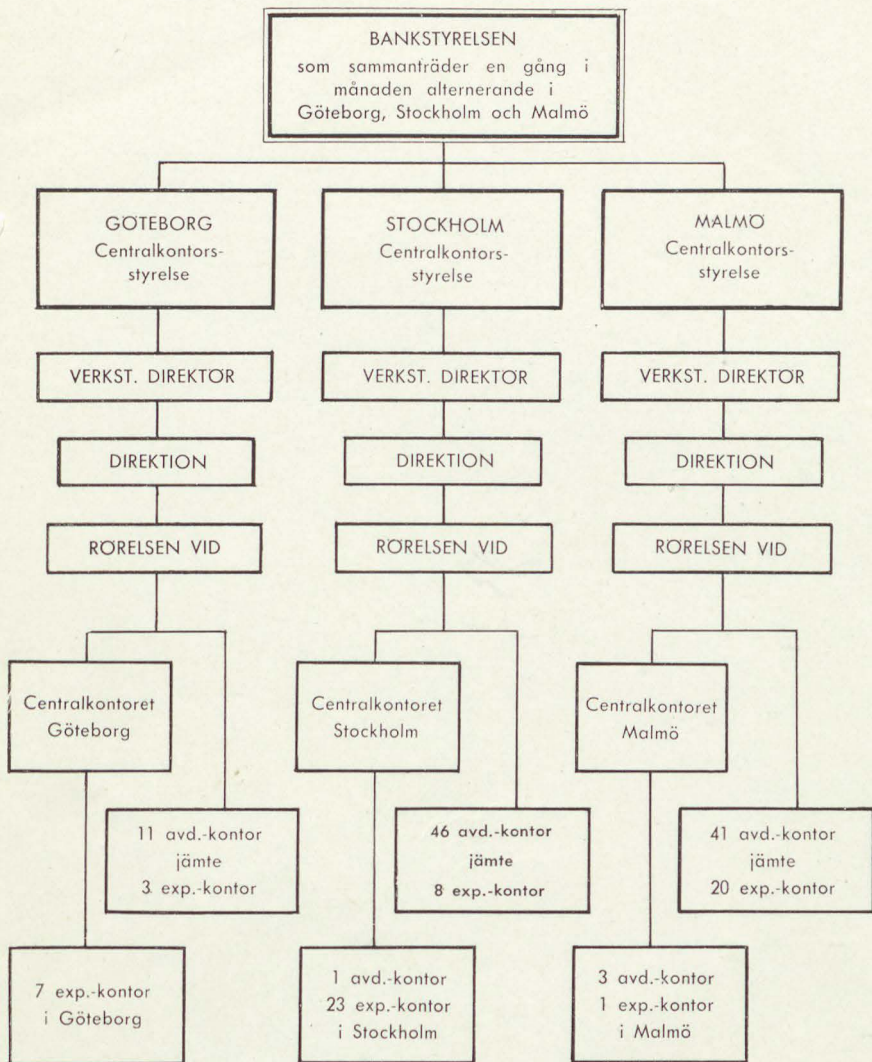 BANKSTYRELSEN
som sammanträder en gång i
månaden alternerande i
Göteborg, Stockholm och Malmö
GÖTEBORG
Centralkontors-
styrelse
STOCKHOLM
Centralkontors-
styrelse
MALMÖ
Centralkontors-
styrelse
VERKST. DIREKTÖR
VERKST. DIREKTÖR
VERKST. DIREKTÖR
DIREKTION
DIREKTION
DIREKTION
RÖRELSEN VID
RÖRELSEN VID
RÖRELSEN VID
Centralkontoret
Göteborg
Centralkontoret
Stockholm
Centralkontoret
Malmö
11 avd.-kontor
jämte
3 exp.-kontor
46 avd.-kontor
jämte
8 exp.-kontor
41 avd.-kontor
jämte
20 exp.-kontor
7 exp.-kontor
i Göteborg
1 avd.-kontor
23 exp.-kontor
i Stockholm
3 avd.-kontor
1 exp.-kontor
i Malmö